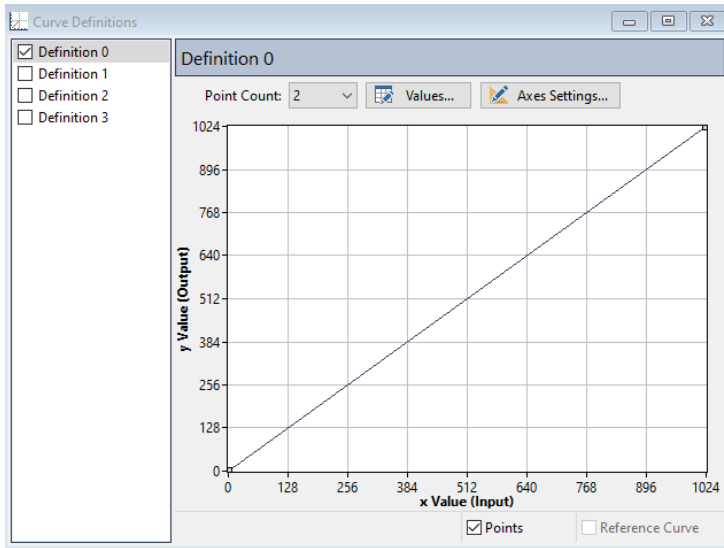 Curve Definitions
Definition 0
Definition 1
Definition 2
Definition 3
Definition 0
Point Count: 2 Values... Axes Settings...
1024
896
768
640
512
384
256
128
0
y Value (Output)
0 128 256 384 512 640 768 896 1024
x Value (Input)
Points Reference Curve